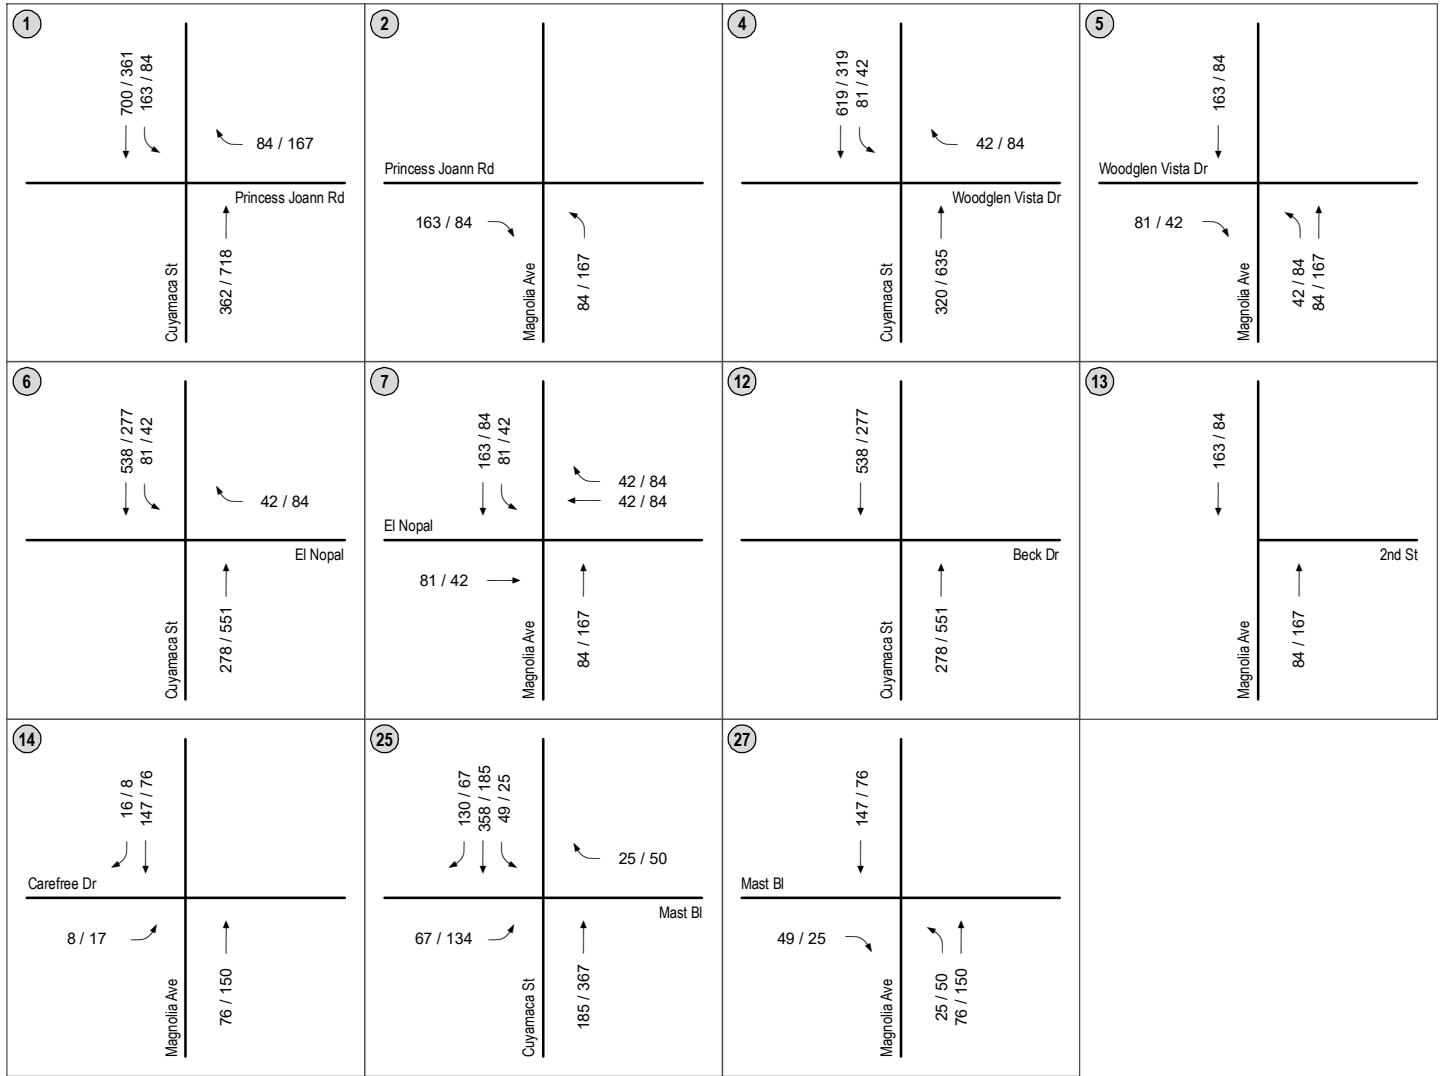 1
700 / 361
163 / 84
84 / 167
Princess Joann Rd
Cuyamaca St
362 / 718
2
Princess Joann Rd
163 / 84
Magnolia Ave
84 / 167
4
619 / 319
81 / 42
42 / 84
Woodglen Vista Dr
Cuyamaca St
320 / 635
5
163 / 84
Woodglen Vista Dr
81 / 42
Magnolia Ave
42 / 84
84 / 167
6
538 / 277
81 / 42
42 / 84
El Nopal
Cuyamaca St
278 / 551
7
163 / 84
81 / 42
42 / 84
42 / 84
El Nopal
81 / 42
Magnolia Ave
84 / 167
12
538 / 277
Beck Dr
Cuyamaca St
278 / 551
13
163 / 84
2nd St
Magnolia Ave
84 / 167
14
16 / 8
147 / 76
Carefree Dr
8 / 17
Magnolia Ave
76 / 150
25
130 / 67
358 / 185
49 / 25
25 / 50
Mast Bl
67 / 134
Cuyamaca St
185 / 367
27
147 / 76
Mast Bl
49 / 25
Magnolia Ave
25 / 50
76 / 150